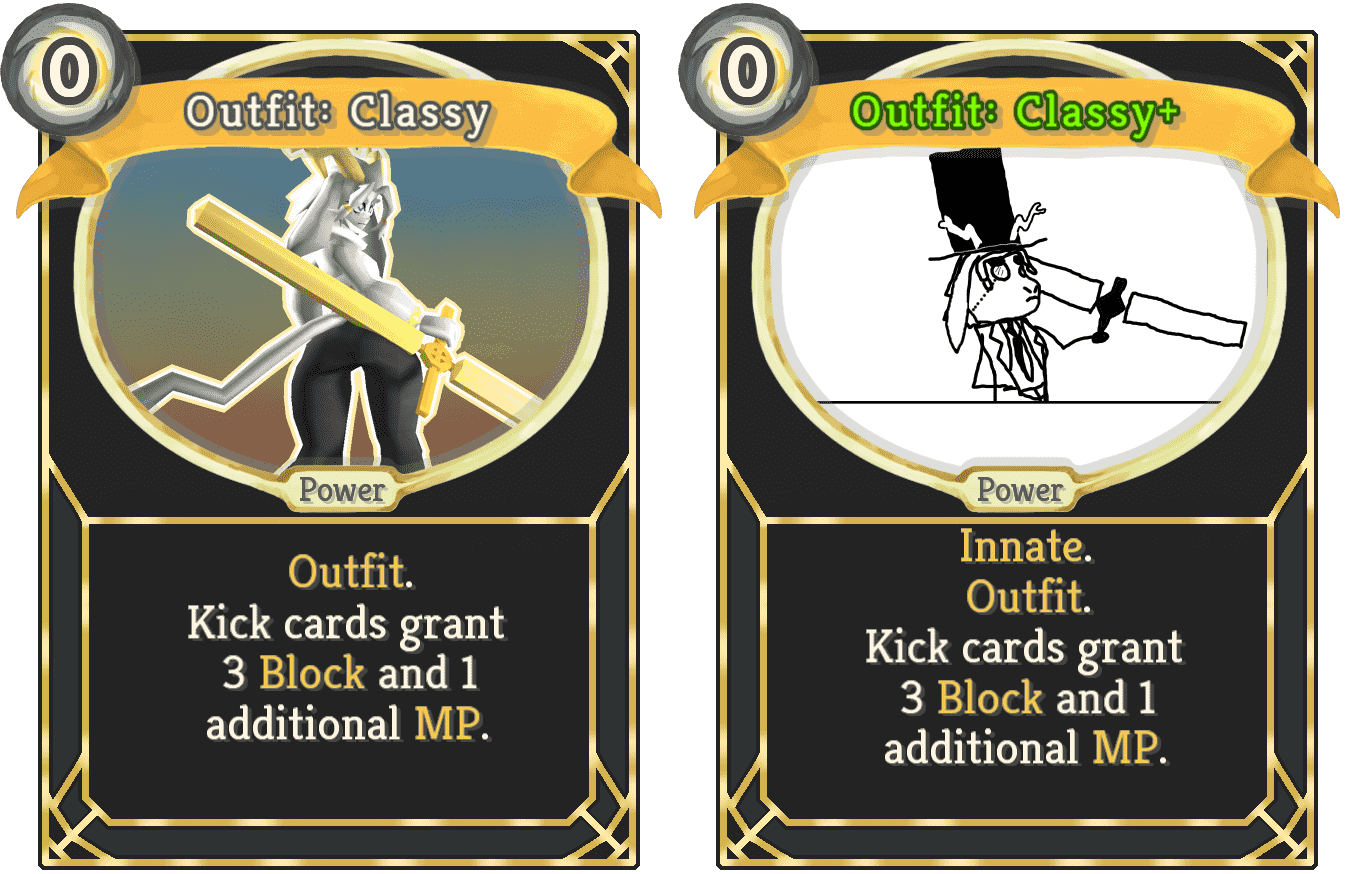 0
Outfit: Classy
Power
Outfit.
Kick cards grant
3 Block and 1
additional MP.
0
Outfit: Classy+
Power
Innate.
Outfit.
Kick cards grant
3 Block and 1
additional MP.